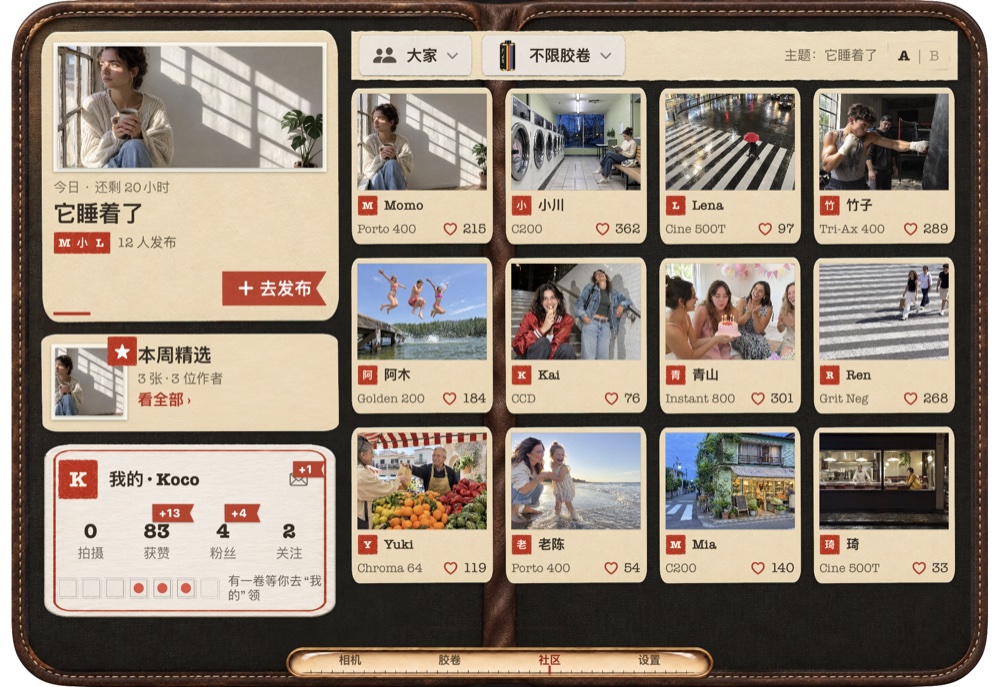 今日 · 还剩 20 小时
它睡着了
M 小 L 12 人发布
+ 去发布
本周精选
3 张 · 3 位作者
看全部 ›
K 我的 · Koco
+1
0 83 +13 4 +4 2
拍摄 获赞 粉丝 关注
有一卷等你去 “我
的” 领
大家 不限胶卷 主题: 它睡着了 A | B
M Momo
Porto 400 215
小 小川
C200 362
L Lena
Cine 500T 97
竹 竹子
Tri-Ax 400 289
阿 阿木
Golden 200 184
K Kai
CCD 76
青 青山
Instant 800 301
R Ren
Grit Neg 268
Y Yuki
Chroma 64 119
老 老陈
Porto 400 54
M Mia
C200 140
琦 琦
Cine 500T 33
相机 胶卷 社区 设置